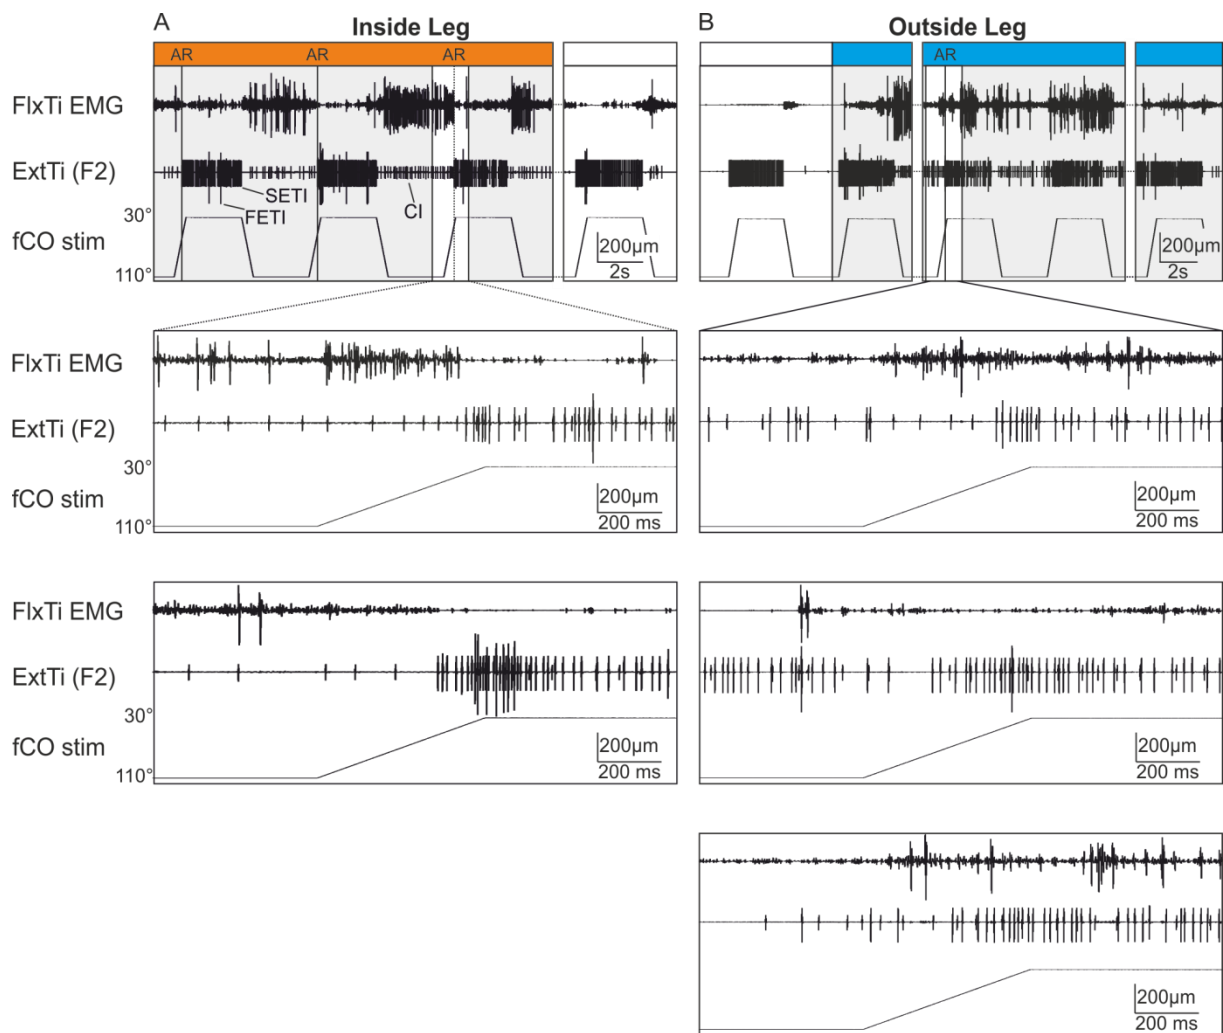 A
Inside Leg
B
Outside Leg
AR
AR
AR
AR
FlxTi EMG
ExtTi (F2)
SETI
FETI
CI
30°
fCO stim
110°
200µm
2s
200µm
2s
FlxTi EMG
ExtTi (F2)
30°
fCO stim
110°
200µm
200 ms
200µm
200 ms
FlxTi EMG
ExtTi (F2)
30°
fCO stim
110°
200µm
200 ms
200µm
200 ms
200µm
200 ms